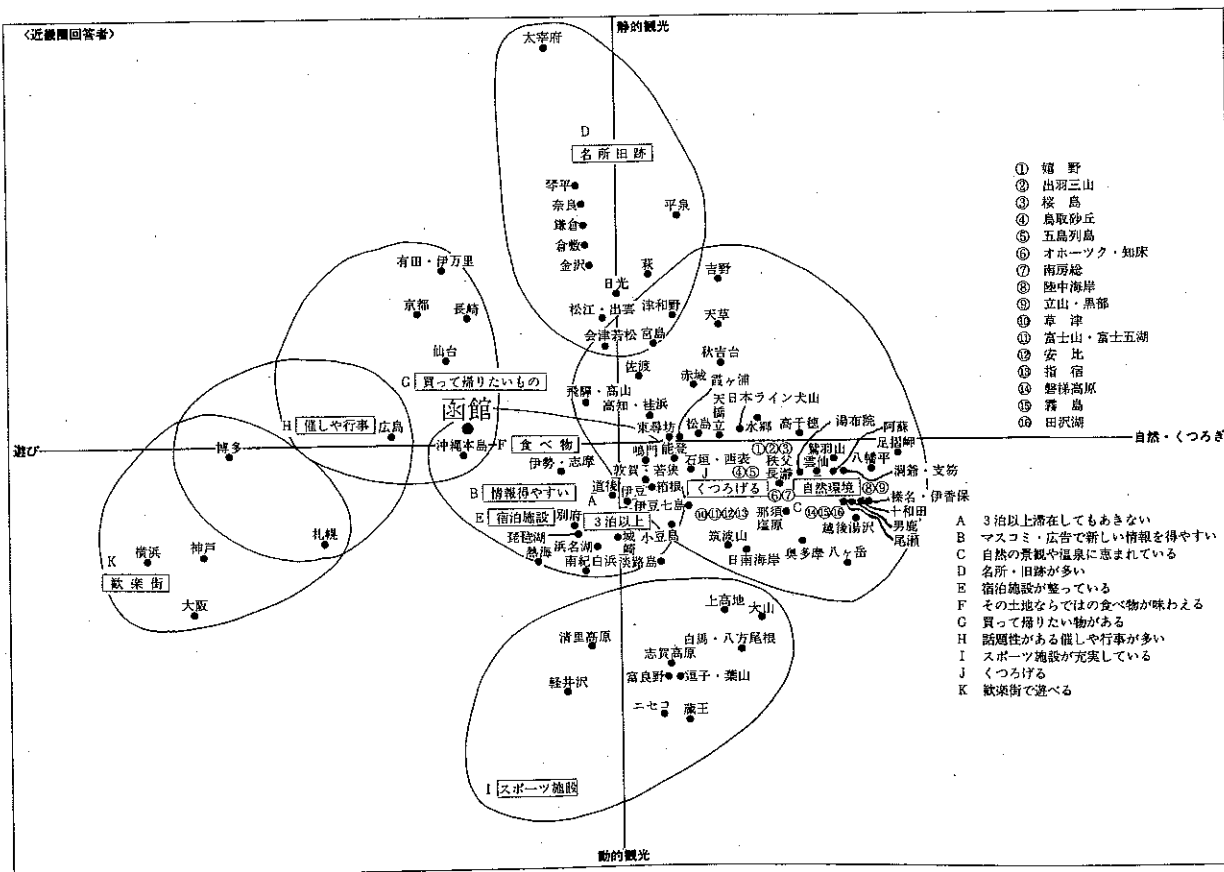 〈近畿圏回答者〉
静的観光
太宰府
D
名所旧跡
琴平
奈良
平泉
鎌倉
倉敷
金沢
萩
吉野
日光
有田・伊万里
京都
長崎
松江・出雲
津和野
天草
会津若松
宮島
仙台
佐渡
秋吉台
G 買って帰りたいもの
飛騨・高山
赤城
霞ヶ浦
函館
高知・桂浜
天橋立
日本ライン犬山
H 催しや行事
広島
東尋坊
松島
水郷
高千穂
湯布院
阿蘇
足摺岬
遊び
博多
沖縄本島
F 食べ物
自然・くつろぎ
鳴門
能登
①②③
鷲羽山
八幡平
伊勢・志摩
敦賀・若狭
石垣・西表
J
④⑤
秩父
長瀞
雲仙
洞爺・支笏
B 情報得やすい
道後
A
伊豆
箱根
くつろげる
⑥⑦
自然環境
⑧⑨
榛名・伊香保
E 宿泊施設
別府
3泊以上
伊豆七島
⑩⑪⑫⑬
那須
塩原
C
⑭⑮⑯
十和田
越後湯沢
男鹿
尾瀬
札幌
琵琶湖
浜名湖
城崎
小豆島
筑波山
K
横浜
神戸
歓楽街
熱海
南紀白浜
淡路島
日南海岸
奥多摩
八ヶ岳
大阪
上高地
大山
清里高原
白馬・八方尾根
志賀高原
軽井沢
富良野
逗子・葉山
ニセコ
蔵王
I スポーツ施設
動的観光
① 嬉野
② 出羽三山
③ 桜島
④ 鳥取砂丘
⑤ 五島列島
⑥ オホーツク・知床
⑦ 南房総
⑧ 陸中海岸
⑨ 立山・黒部
⑩ 草津
⑪ 富士山・富士五湖
⑫ 安比
⑬ 指宿
⑭ 磐梯高原
⑮ 霧島
⑯ 田沢湖
A 3泊以上滞在してもあきない
B マスコミ・広告で新しい情報を得やすい
C 自然の景観や温泉に恵まれている
D 名所・旧跡が多い
E 宿泊施設が整っている
F その土地ならではの食べ物が味わえる
G 買って帰りたい物がある
H 話題性がある催しや行事が多い
I スポーツ施設が充実している
J くつろげる
K 歓楽街で遊べる